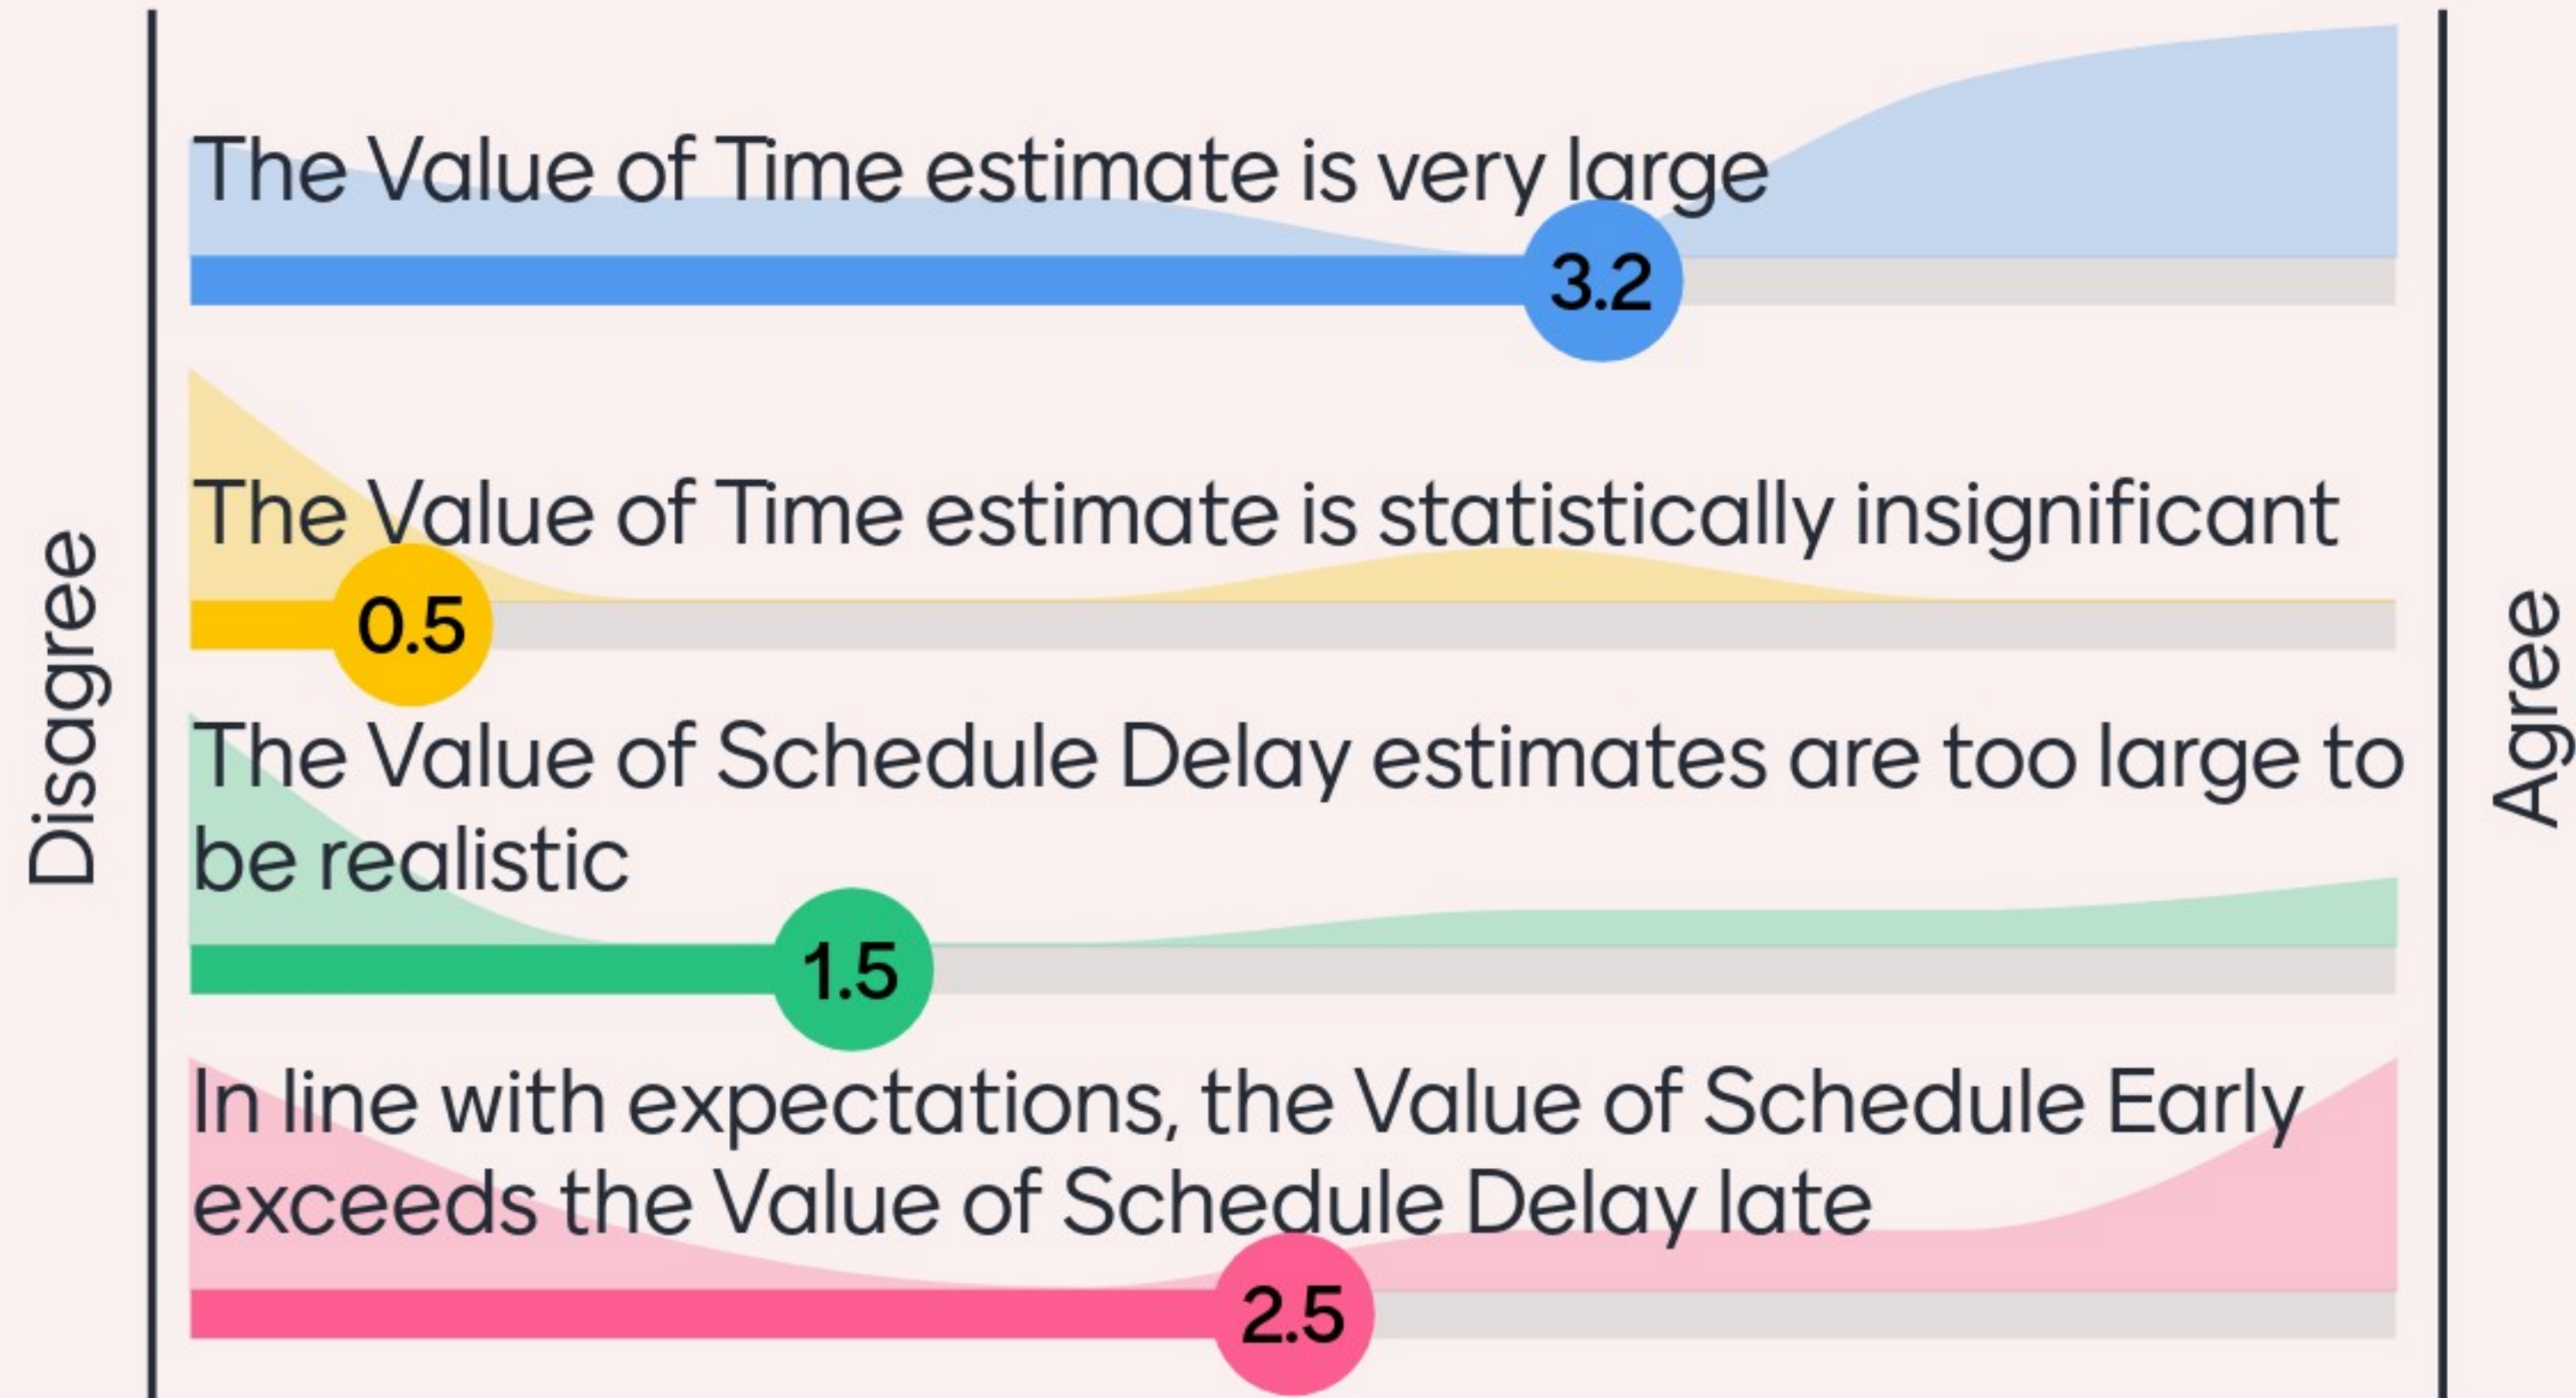 The Value of Time estimate is very large
3.2
The Value of Time estimate is statistically insignificant
0.5
The Value of Schedule Delay estimates are too large to
be realistic
1.5
In line with expectations, the Value of Schedule Early
exceeds the Value of Schedule Delay late
2.5
Disagree
Agree